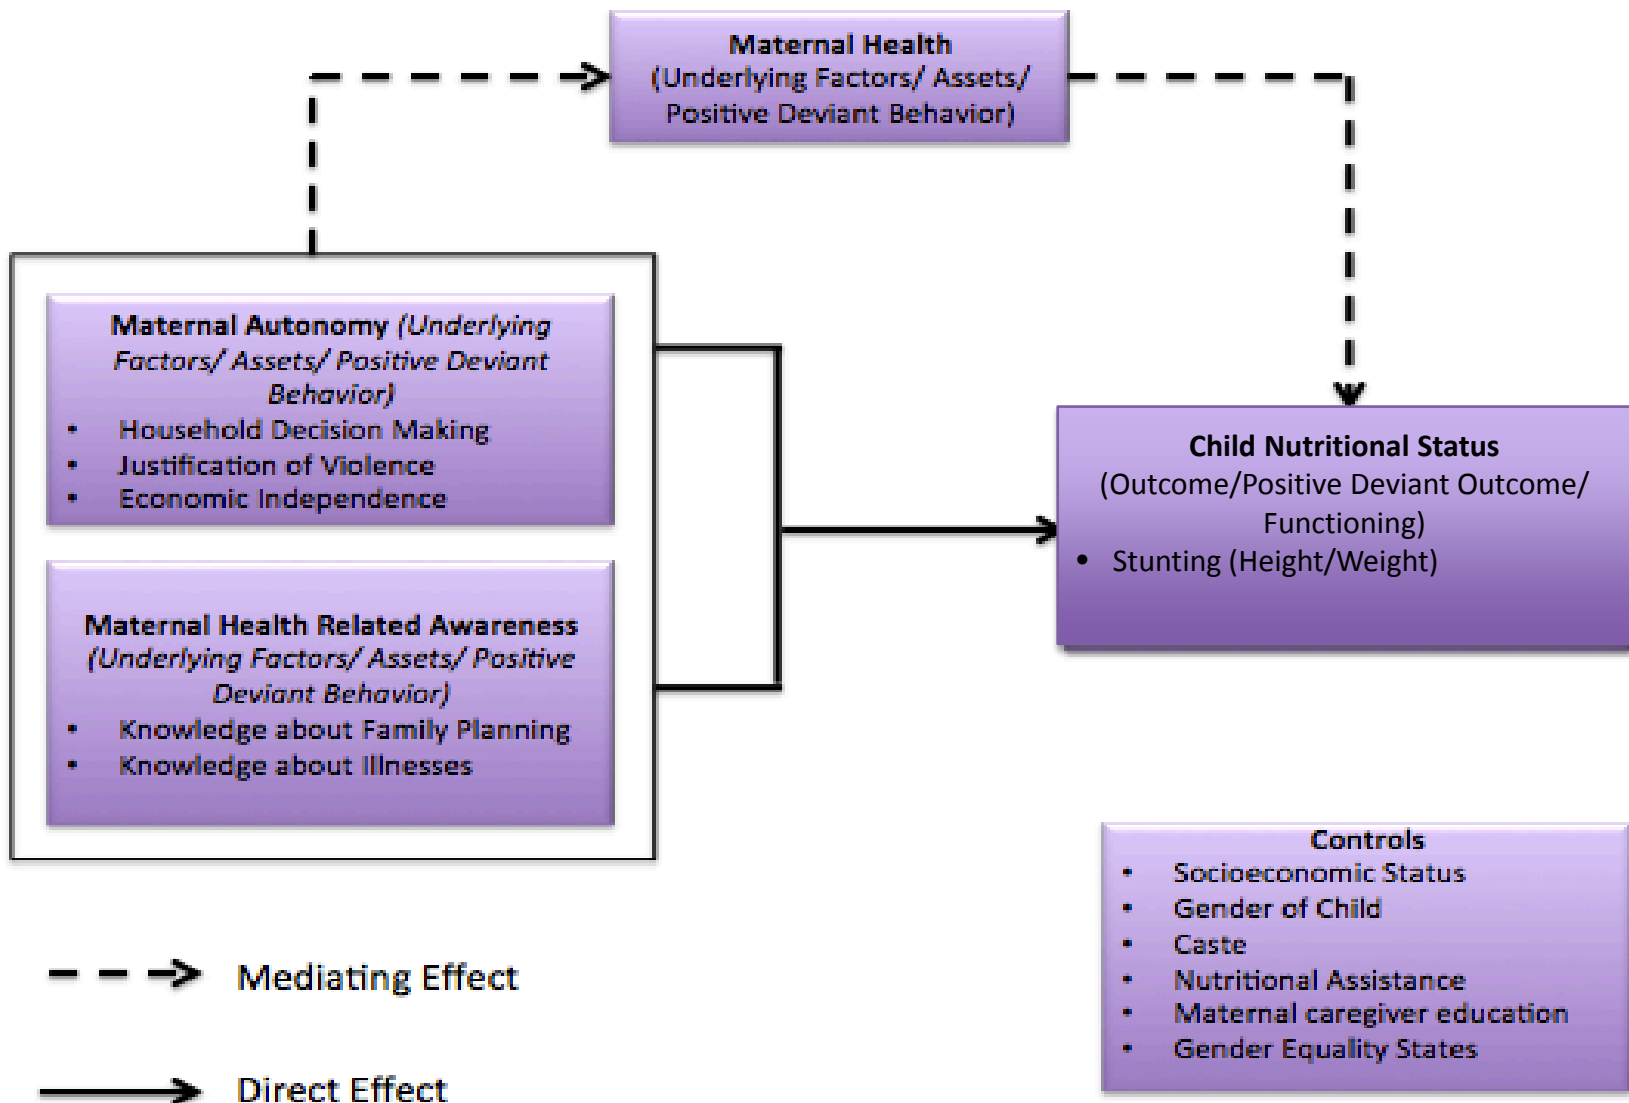 Maternal Health
(Underlying Factors/ Assets/
Positive Deviant Behavior)
Maternal Autonomy (Underlying
Factors/ Assets/ Positive Deviant
Behavior)
• Household Decision Making
• Justification of Violence
• Economic Independence
Maternal Health Related Awareness
(Underlying Factors/ Assets/ Positive
Deviant Behavior)
• Knowledge about Family Planning
• Knowledge about Illnesses
Child Nutritional Status
(Outcome/Positive Deviant Outcome/
Functioning)
• Stunting (Height/Weight)
Controls
• Socioeconomic Status
• Gender of Child
• Caste
• Nutritional Assistance
• Maternal caregiver education
• Gender Equality States
Mediating Effect
Direct Effect